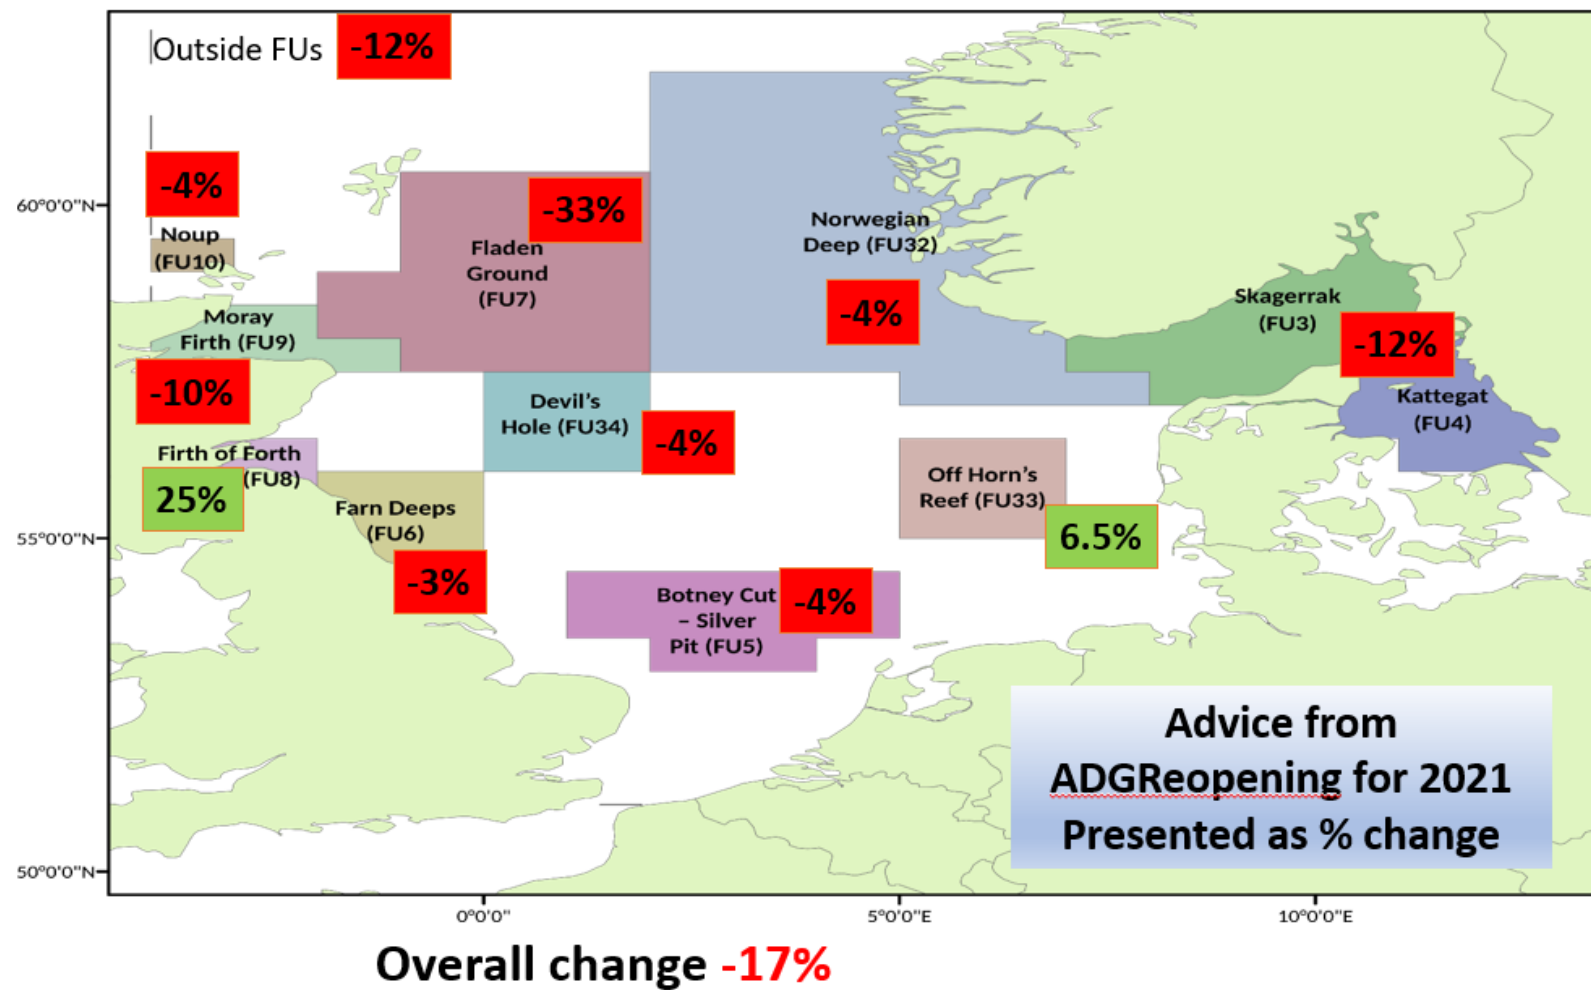 Outside FUs -12%
-4%
60°0'0"N
Noup
(FU10)
-33%
Fladen
Ground
(FU7)
Norwegian
Deep (FU32)
-4%
Skagerrak
(FU3)
-12%
Moray
Firth (FU9)
-10%
Devil's
Hole (FU34)
-4%
Kattegat
(FU4)
Firth of Forth
(FU8)
25%
Farn Deeps
(FU6)
-3%
Off Horn's
Reef (FU33)
6.5%
55°0'0"N
Botney Cut
– Silver
Pit (FU5)
-4%
Advice from
ADGReopening for 2021
Presented as % change
50°0'0"N
0°0'0"
5°0'0"E
10°0'0"E
Overall change -17%